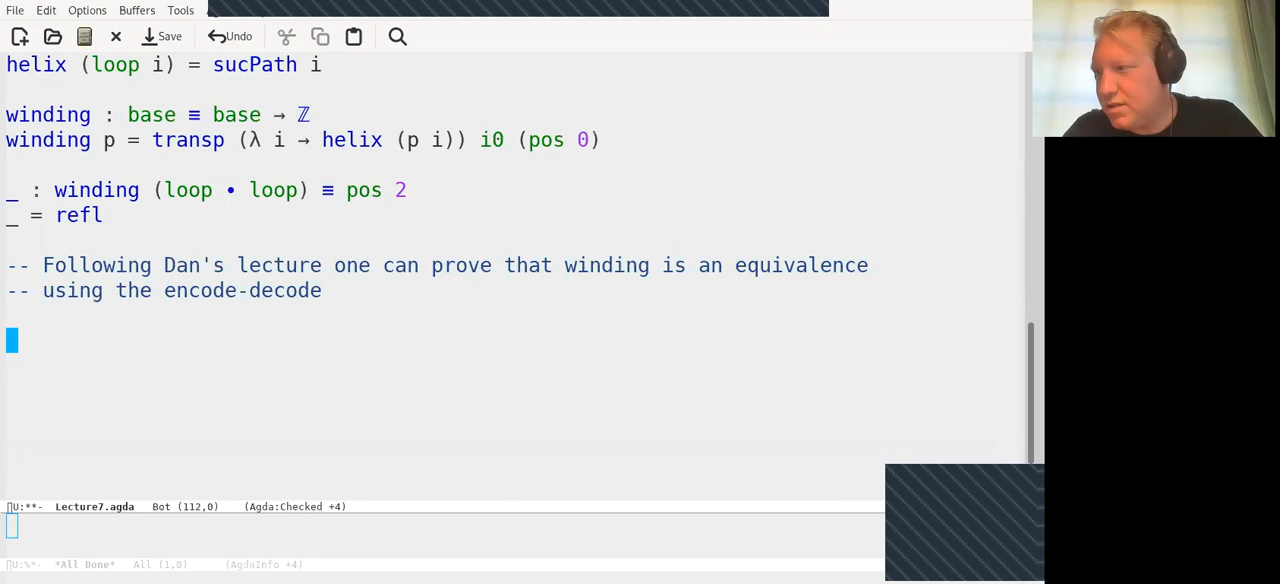 File Edit Options Buffers Tools
Save Undo
helix (loop i) = sucPath i
winding : base ≡ base → ℤ
winding p = transp (λ i → helix (p i)) i0 (pos 0)
_ : winding (loop • loop) ≡ pos 2
_ = refl
-- Following Dan's lecture one can prove that winding is an equivalence
-- using the encode-decode
U:**- Lecture7.agda Bot (112,0) (Agda:Checked +4)
U:%*- *All Done* All (1,0) (AgdaInfo +4)